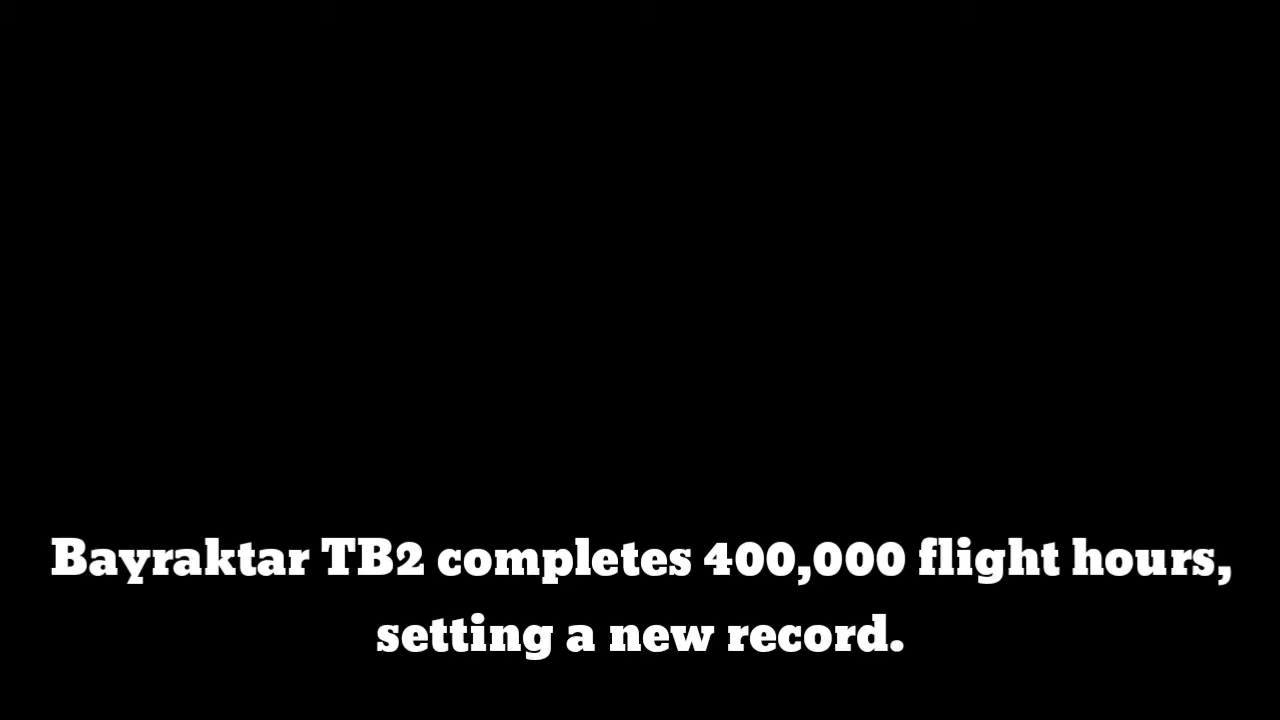 Bayraktar TB2 completes 400,000 flight hours,
setting a new record.